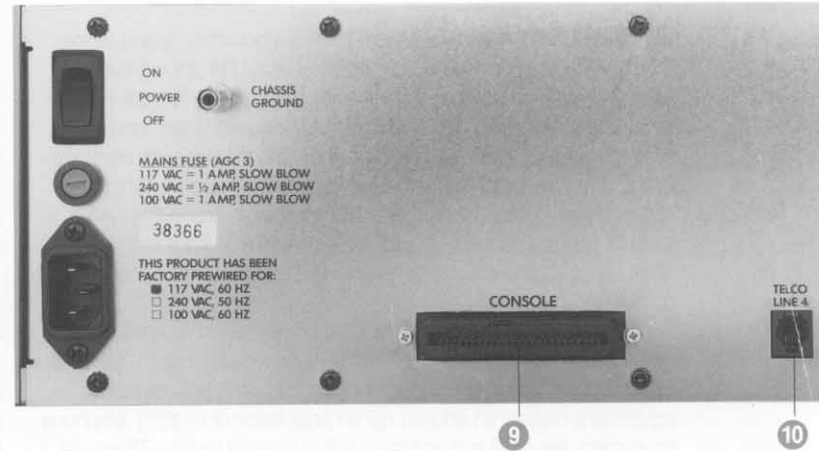 ON
POWER
OFF
CHASSIS
GROUND
MAINS FUSE (AGC 3)
117 VAC = 1 AMP, SLOW BLOW
240 VAC = ½ AMP, SLOW BLOW
100 VAC = 1 AMP, SLOW BLOW
38366
THIS PRODUCT HAS BEEN
FACTORY PREWIRED FOR:
117 VAC, 60 HZ
240 VAC, 50 HZ
100 VAC, 60 HZ
CONSOLE
TELCO
LINE 4
9
10